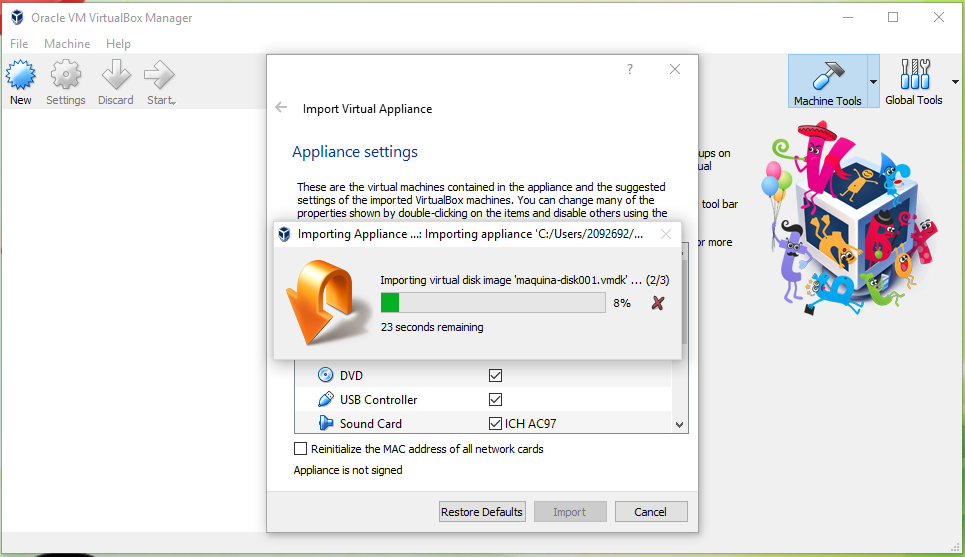 Oracle VM VirtualBox Manager
File Machine Help
New
Settings
Discard
Start
Machine Tools
Global Tools
?
Import Virtual Appliance
Appliance settings
These are the virtual machines contained in the appliance and the suggested
settings of the imported VirtualBox machines. You can change many of the
properties shown by double-clicking on the items and disable others using the
ups on
ual
tool bar
or more
Importing Appliance ...: Importing appliance 'C:/Users/2092692/...
Importing virtual disk image 'maquina-disk001.vmdk' ... (2/3)
8%
23 seconds remaining
DVD
USB Controller
Sound Card ICH AC97
Reinitialize the MAC address of all network cards
Appliance is not signed
Restore Defaults Import Cancel